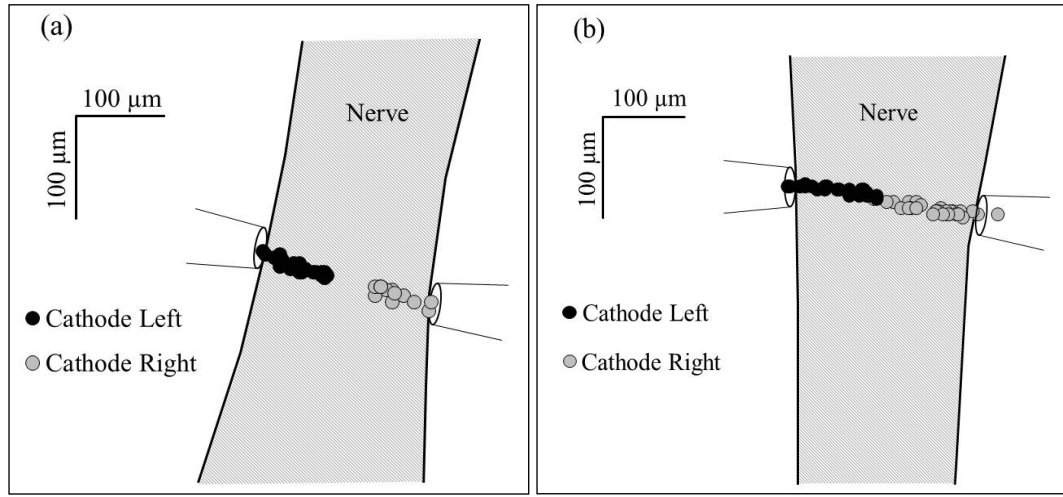 (a)
100 µm
100 µm
Nerve
Cathode Left
Cathode Right
(b)
100 µm
100 µm
Nerve
Cathode Left
Cathode Right